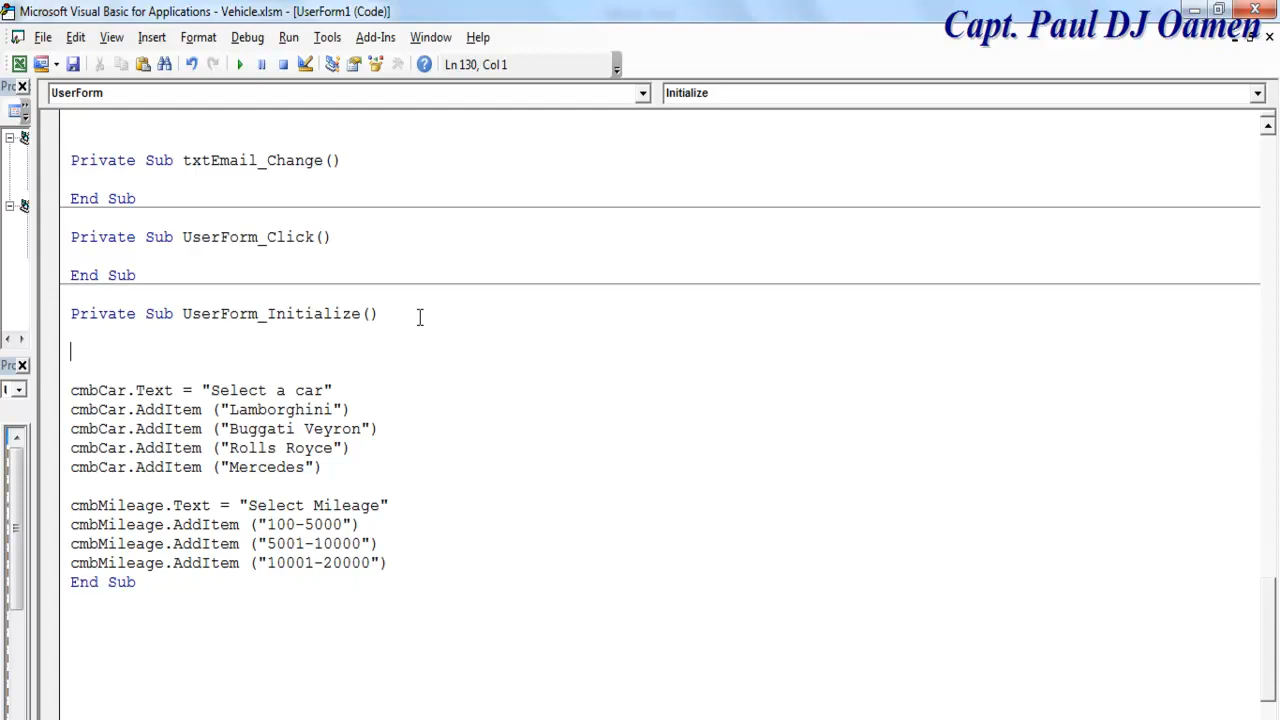 Microsoft Visual Basic for Applications - Vehicle.xlsm - [UserForm1 (Code)]
Capt. Paul DJ Oamen
File Edit View Insert Format Debug Run Tools Add-Ins Window Help
Ln 130, Col 1
Pro
UserForm Initialize
Private Sub txtEmail_Change()
End Sub
Private Sub UserForm_Click()
End Sub
Private Sub UserForm_Initialize()
Pro
cmbCar.Text = "Select a car"
cmbCar.AddItem ("Lamborghini")
cmbCar.AddItem ("Buggati Veyron")
cmbCar.AddItem ("Rolls Royce")
cmbCar.AddItem ("Mercedes")
cmbMileage.Text = "Select Mileage"
cmbMileage.AddItem ("100-5000")
cmbMileage.AddItem ("5001-10000")
cmbMileage.AddItem ("10001-20000")
End Sub